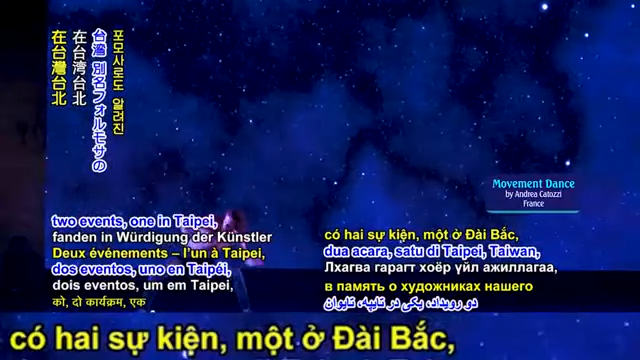 포모사로도 알려진
台湾 別名フォルモサの
在台湾台北
在台灣台北
Movement Dance
by Andrea Catozzi
France
two events, one in Taipei,
fanden in Würdigung der Künstler
Deux événements – l'un à Taipei,
dos eventos, uno en Taipéi,
dois eventos, um em Taipei,
को, दो कार्यक्रम, एक
có hai sự kiện, một ở Đài Bắc,
dua acara, satu di Taipei, Taiwan,
Лхагва гарагт хоёр үйл ажиллагаа,
в память о художниках нашего
دو رویداد، یکی در تایپه، تایوان
có hai sự kiện, một ở Đài Bắc,